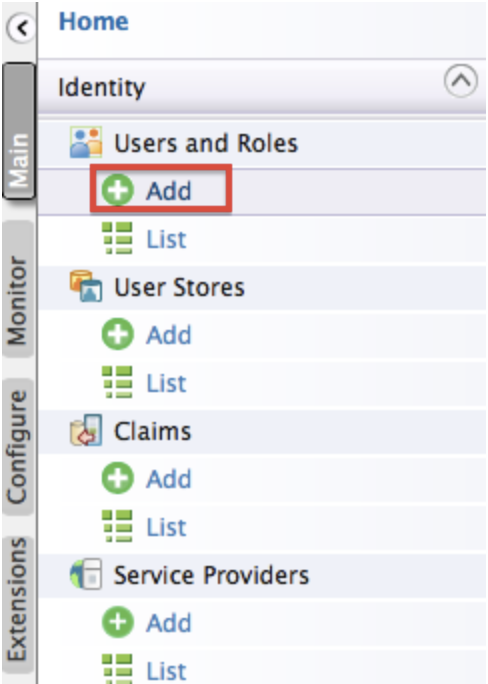 Home
Identity
Users and Roles
Add
List
User Stores
Add
List
Claims
Add
List
Service Providers
Add
List
Main
Monitor
Configure
Extensions